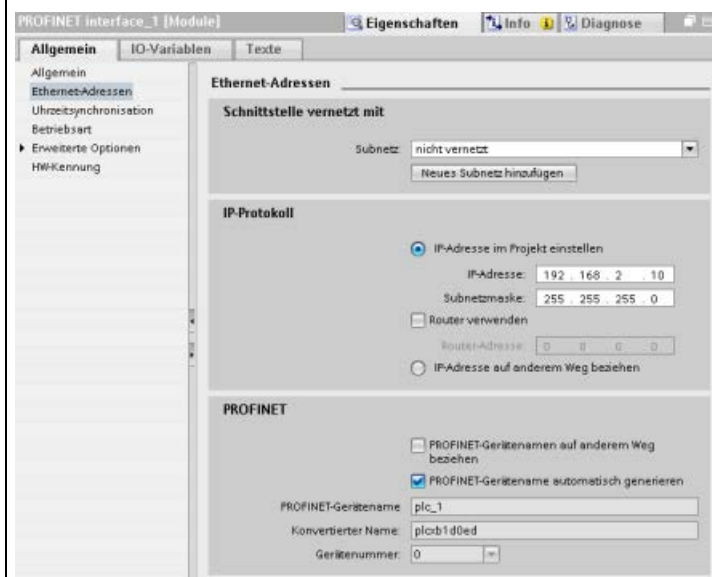 PROFINET interface_1 [Module]
Eigenschaften
Info
Diagnose
Allgemein
IO-Variablen
Texte
Allgemein
Ethernet-Adressen
Uhrzeitsynchronisation
Betriebsart
Erweiterte Optionen
HW-Kennung
Ethernet-Adressen
Schnittstelle vernetzt mit
Subnetz: nicht vernetzt
Neues Subnetz hinzufügen
IP-Protokoll
IP-Adresse im Projekt einstellen
IP-Adresse: 192 . 168 . 2 . 10
Subnetzmaske: 255 . 255 . 255 . 0
Router verwenden
Router-Adresse: 0 . 0 . 0 . 0
IP-Adresse auf anderem Weg beziehen
PROFINET
PROFINET-Gerätenamen auf anderem Weg
beziehen
PROFINET-Gerätename automatisch generieren
PROFINET-Gerätename plc_1
Konvertierter Name: plcxb1d0ed
Gerätenummer: 0